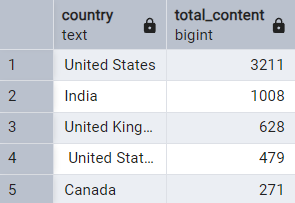 country total_content
text bigint
1 United States 3211
2 India 1008
3 United King... 628
4 United Stat... 479
5 Canada 271